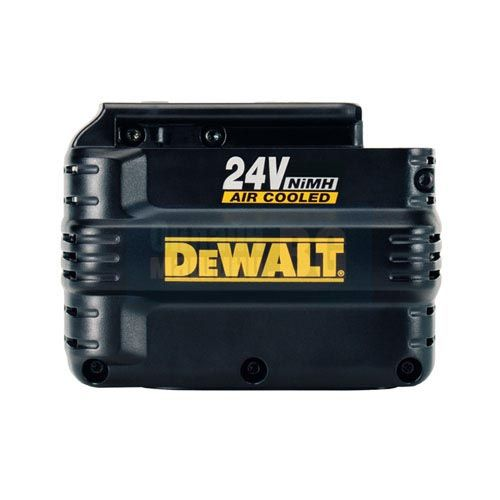 24V NiMH
AIR COOLED
DEWALT